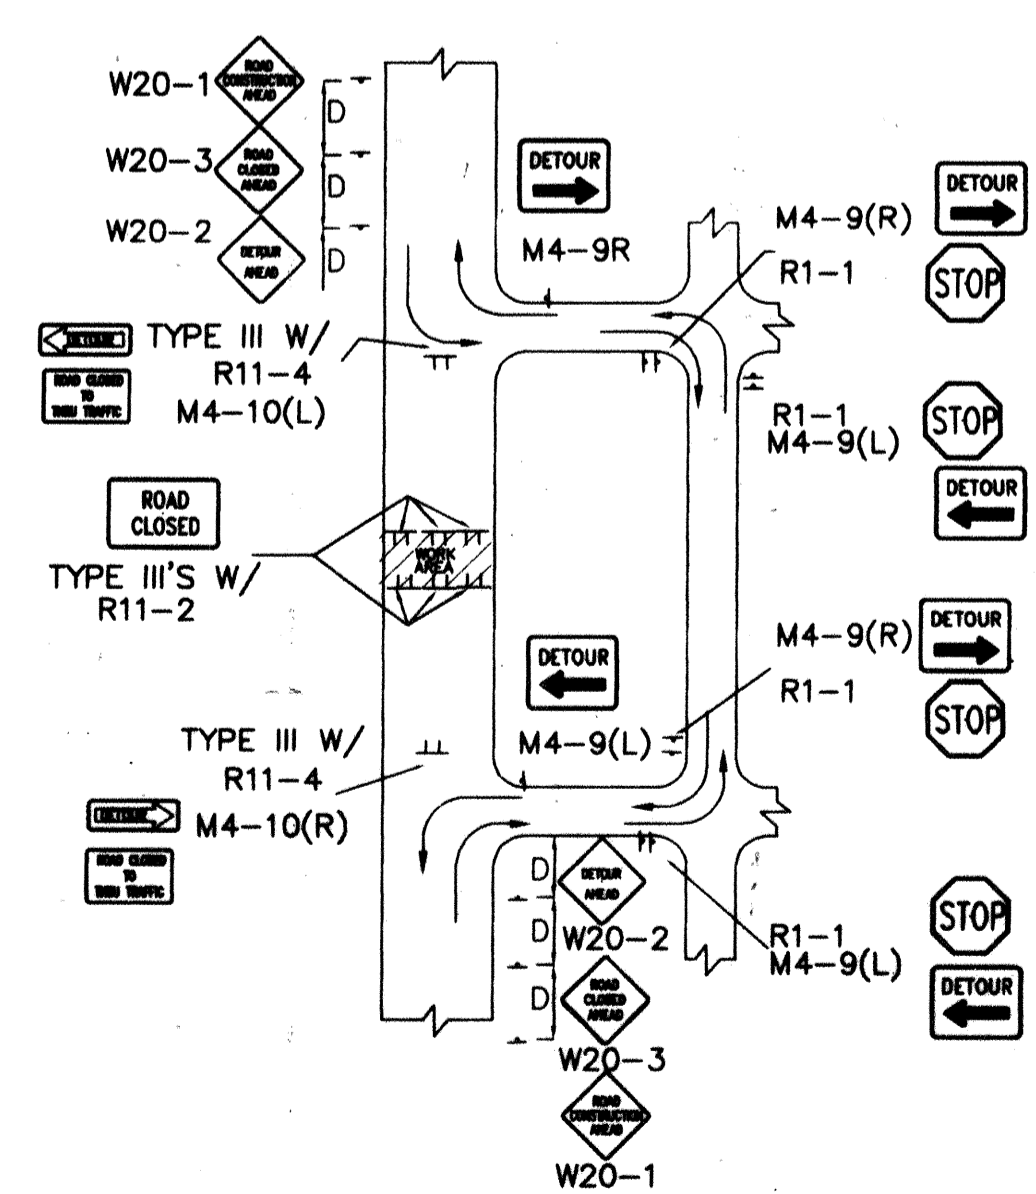 W20-1
ROAD
CONSTRUCTION
AHEAD
D
W20-3
ROAD
CLOSED
AHEAD
D
W20-2
DETOUR
AHEAD
D
DETOUR
M4-9R
M4-9(R)
R1-1
DETOUR
STOP
DETOUR
ROAD CLOSED
TO
THRU TRAFFIC
TYPE III W/
R11-4
M4-10(L)
R1-1
M4-9(L)
STOP
DETOUR
ROAD
CLOSED
TYPE III'S W/
R11-2
WORK
AREA
DETOUR
M4-9(L)
M4-9(R)
R1-1
DETOUR
STOP
TYPE III W/
R11-4
M4-10(R)
DETOUR
ROAD CLOSED
TO
THRU TRAFFIC
D
DETOUR
AHEAD
W20-2
D
ROAD
CLOSED
AHEAD
D
W20-3
ROAD
CONSTRUCTION
AHEAD
W20-1
R1-1
M4-9(L)
STOP
DETOUR